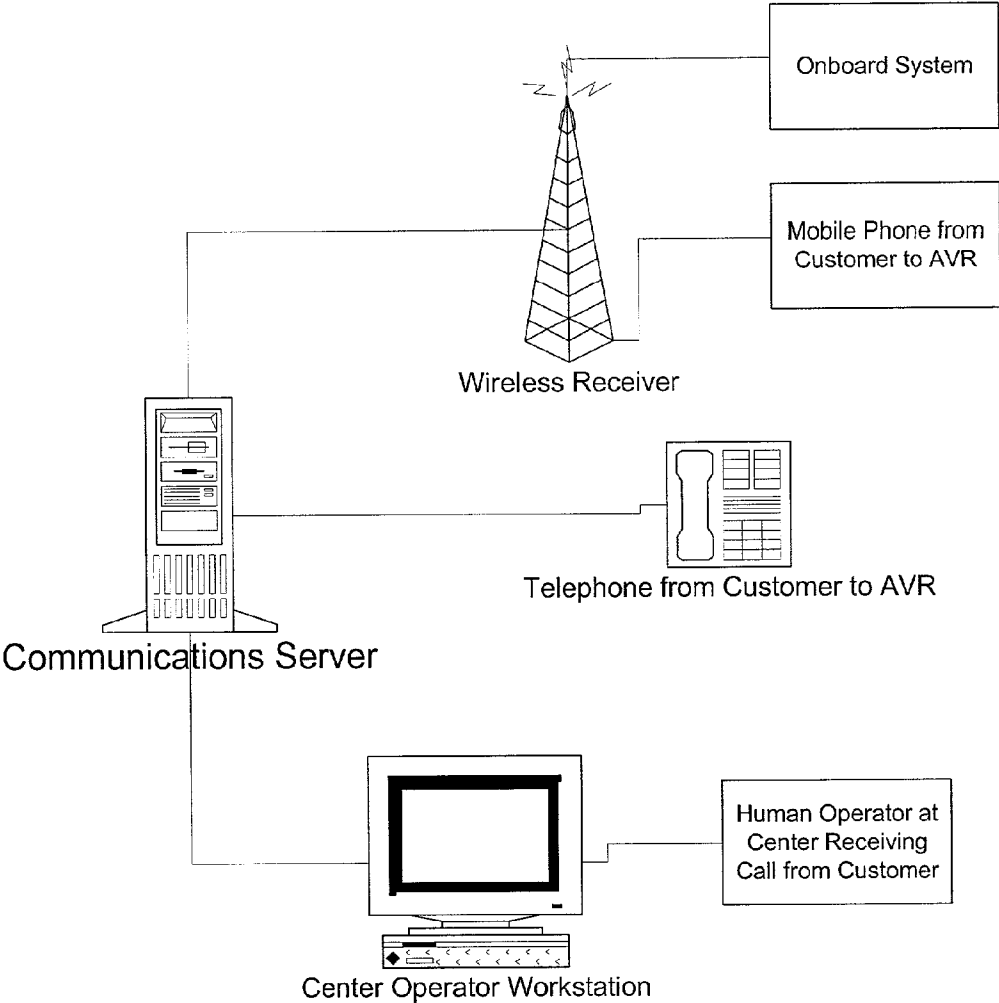 Onboard System
Mobile Phone from
Customer to AVR
Wireless Receiver
Telephone from Customer to AVR
Communications Server
Human Operator at
Center Receiving
Call from Customer
Center Operator Workstation